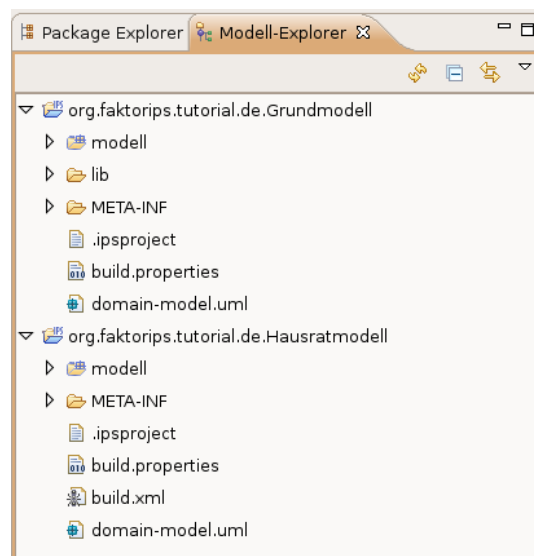 Package Explorer Modell-Explorer
org.faktorips.tutorial.de.Grundmodell
modell
lib
META-INF
.ipsproject
build.properties
domain-model.uml
org.faktorips.tutorial.de.Hausratmodell
modell
META-INF
.ipsproject
build.properties
build.xml
domain-model.uml